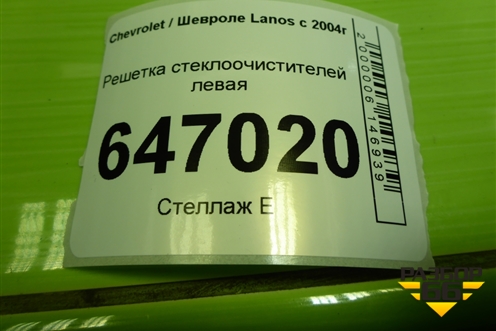 Chevrolet / Шевроле Lanos с 2004г
Решетка стеклоочистителей
левая
647020
Стеллаж Е
2000006146939